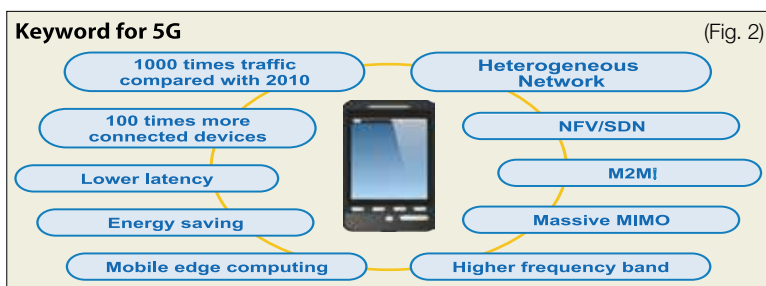 Keyword for 5G
(Fig. 2)
1000 times traffic
compared with 2010
Heterogeneous
Network
100 times more
connected devices
NFV/SDN
Lower latency
M2M
Energy saving
Massive MIMO
Mobile edge computing
Higher frequency band